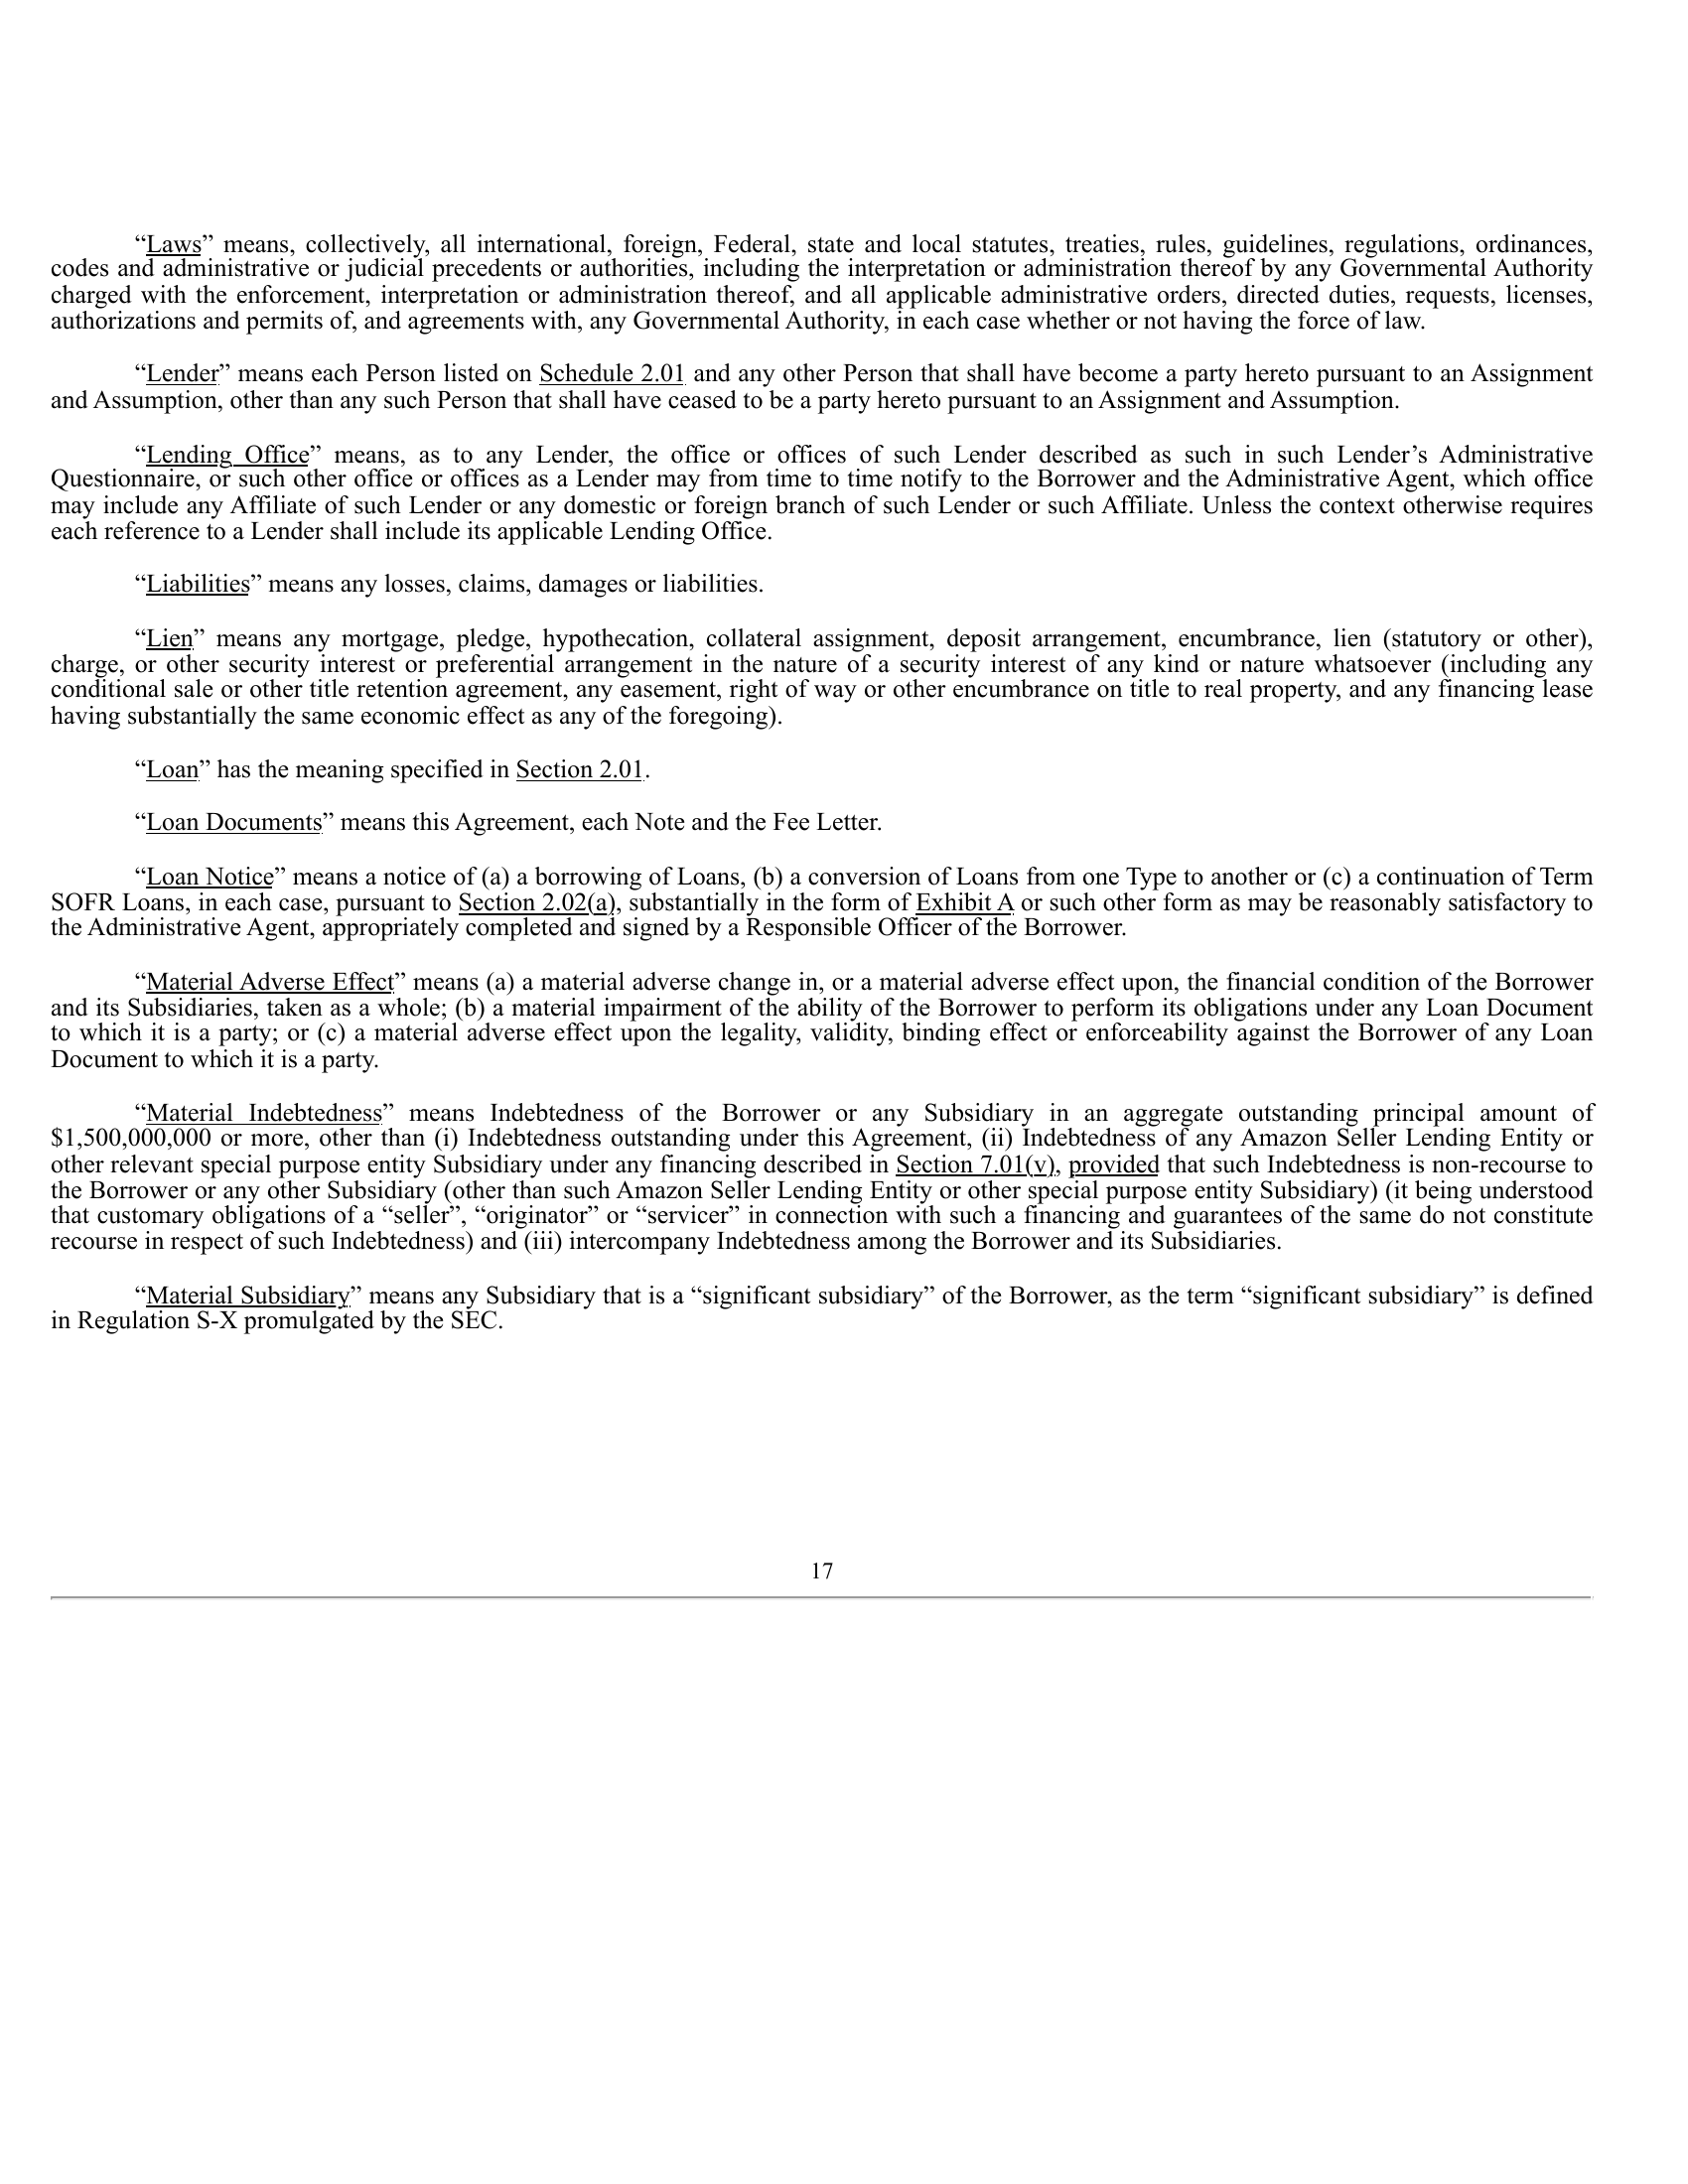 “Laws” means, collectively, all international, foreign, Federal, state and local statutes, treaties, rules, guidelines, regulations, ordinances,
codes and administrative or judicial precedents or authorities, including the interpretation or administration thereof by any Governmental Authority
charged with the enforcement, interpretation or administration thereof, and all applicable administrative orders, directed duties, requests, licenses,
authorizations and permits of, and agreements with, any Governmental Authority, in each case whether or not having the force of law.
“Lender” means each Person listed on Schedule 2.01 and any other Person that shall have become a party hereto pursuant to an Assignment
and Assumption, other than any such Person that shall have ceased to be a party hereto pursuant to an Assignment and Assumption.
“Lending Office” means, as to any Lender, the office or offices of such Lender described as such in such Lender’s Administrative
Questionnaire, or such other office or offices as a Lender may from time to time notify to the Borrower and the Administrative Agent, which office
may include any Affiliate of such Lender or any domestic or foreign branch of such Lender or such Affiliate. Unless the context otherwise requires
each reference to a Lender shall include its applicable Lending Office.
“Liabilities” means any losses, claims, damages or liabilities.
“Lien” means any mortgage, pledge, hypothecation, collateral assignment, deposit arrangement, encumbrance, lien (statutory or other),
charge, or other security interest or preferential arrangement in the nature of a security interest of any kind or nature whatsoever (including any
conditional sale or other title retention agreement, any easement, right of way or other encumbrance on title to real property, and any financing lease
having substantially the same economic effect as any of the foregoing).
“Loan” has the meaning specified in Section 2.01.
“Loan Documents” means this Agreement, each Note and the Fee Letter.
“Loan Notice” means a notice of (a) a borrowing of Loans, (b) a conversion of Loans from one Type to another or (c) a continuation of Term
SOFR Loans, in each case, pursuant to Section 2.02(a), substantially in the form of Exhibit A or such other form as may be reasonably satisfactory to
the Administrative Agent, appropriately completed and signed by a Responsible Officer of the Borrower.
“Material Adverse Effect” means (a) a material adverse change in, or a material adverse effect upon, the financial condition of the Borrower
and its Subsidiaries, taken as a whole; (b) a material impairment of the ability of the Borrower to perform its obligations under any Loan Document
to which it is a party; or (c) a material adverse effect upon the legality, validity, binding effect or enforceability against the Borrower of any Loan
Document to which it is a party.
“Material Indebtedness” means Indebtedness of the Borrower or any Subsidiary in an aggregate outstanding principal amount of
$1,500,000,000 or more, other than (i) Indebtedness outstanding under this Agreement, (ii) Indebtedness of any Amazon Seller Lending Entity or
other relevant special purpose entity Subsidiary under any financing described in Section 7.01(v), provided that such Indebtedness is non-recourse to
the Borrower or any other Subsidiary (other than such Amazon Seller Lending Entity or other special purpose entity Subsidiary) (it being understood
that customary obligations of a “seller”, “originator” or “servicer” in connection with such a financing and guarantees of the same do not constitute
recourse in respect of such Indebtedness) and (iii) intercompany Indebtedness among the Borrower and its Subsidiaries.
“Material Subsidiary” means any Subsidiary that is a “significant subsidiary” of the Borrower, as the term “significant subsidiary” is defined
in Regulation S-X promulgated by the SEC.
17